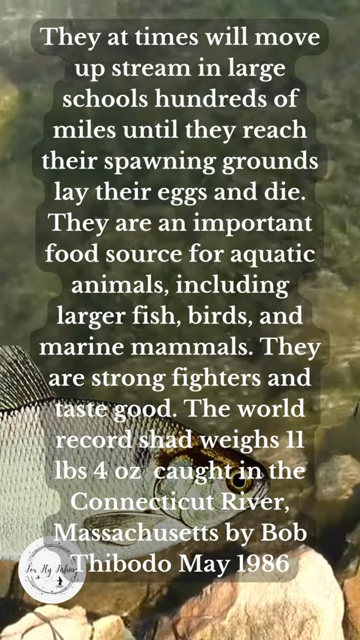 They at times will move
up stream in large
schools hundreds of
miles until they reach
their spawning grounds
lay their eggs and die.
They are an important
food source for aquatic
animals, including
larger fish, birds, and
marine mammals. They
are strong fighters and
taste good. The world
record shad weighs 11
lbs 4 oz caught in the
Connecticut River,
Massachusetts by Bob
Thibodo May 1986